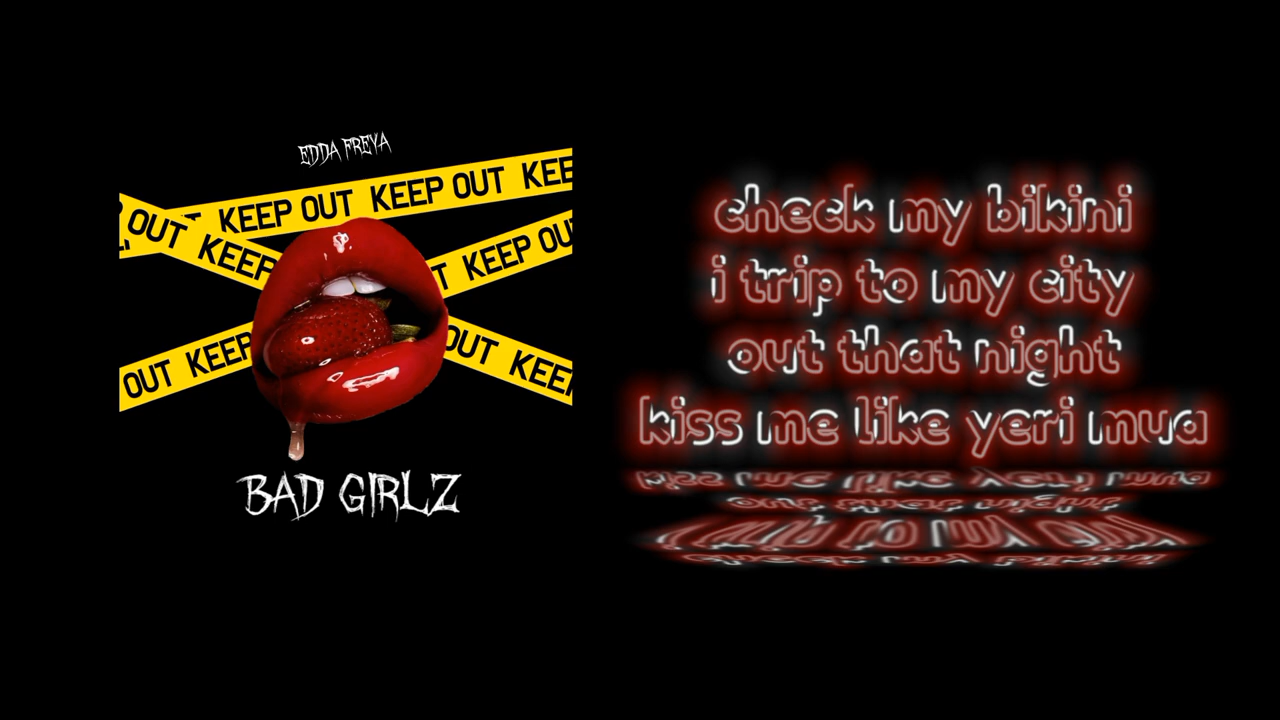 EDDA FREYA
KEEP OUT KEEP OUT KEE
OUT KEEP
KEEP OU
OUT KEEP
OUT KEE
BAD GIRLZ
check my bikini
i trip to my city
out that night
kiss me like yeri mua